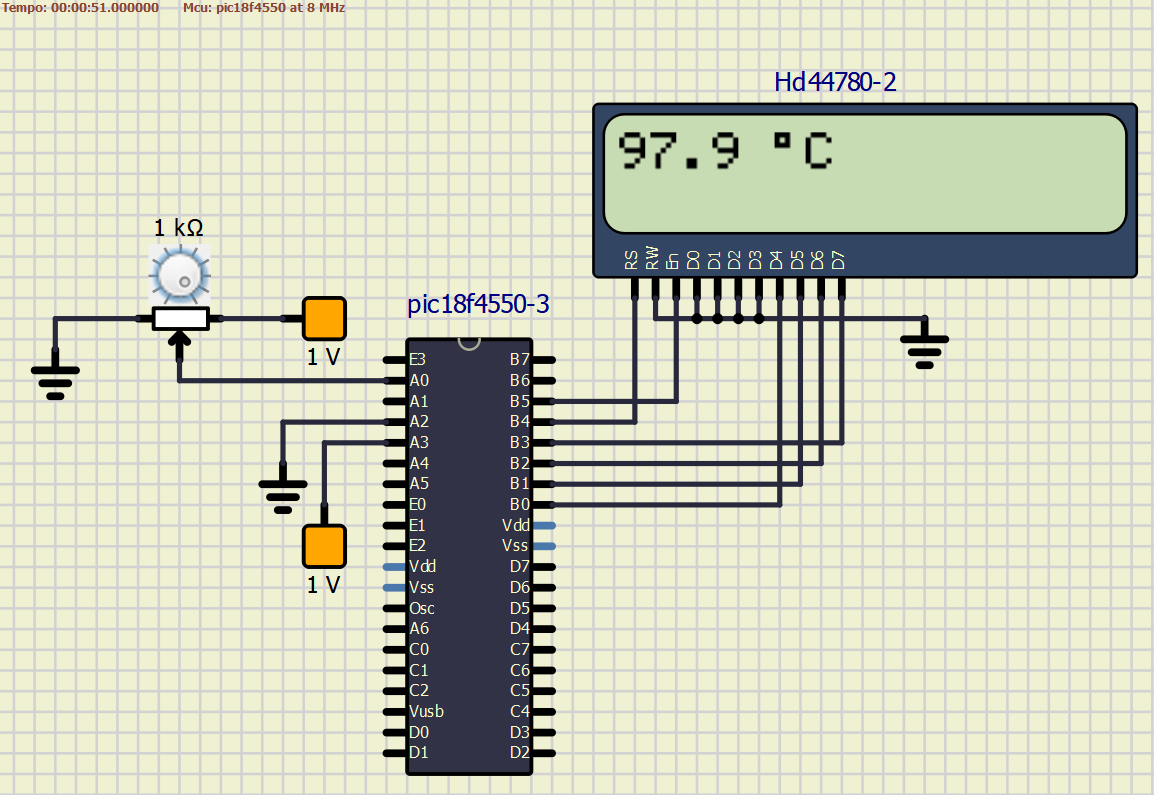 Tempo: 00:00:51.000000 Mcu: pic18f4550 at 8 MHz
Hd44780-2
97.9 °C
RS RW En D0 D1 D2 D3 D4 D5 D6 D7
1 kΩ
1 V
pic18f4550-3
E3 B7
A0 B6
A1 B5
A2 B4
A3 B3
A4 B2
A5 B1
E0 B0
E1 Vdd
E2 Vss
Vdd D7
Vss D6
Osc D5
A6 D4
C0 C7
C1 C6
C2 C5
Vusb C4
D0 D3
D1 D2
1 V